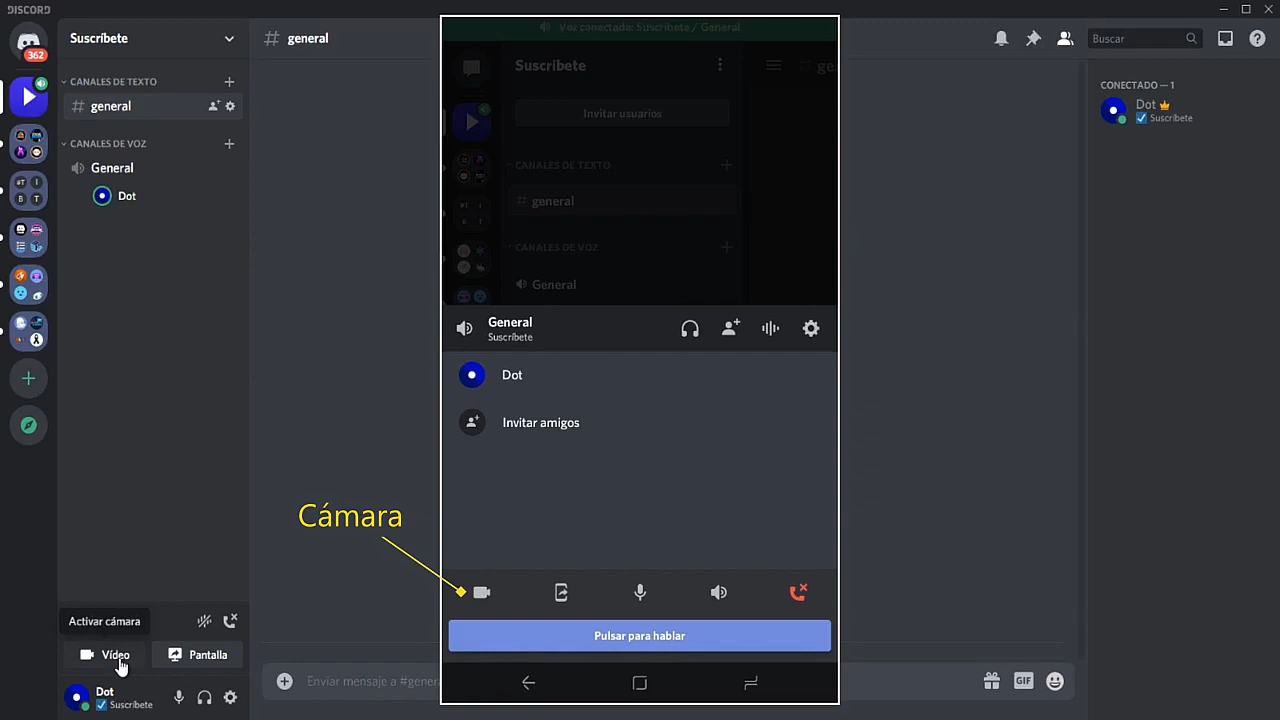 DISCORD
362
Suscríbete
CANALES DE TEXTO
general
CANALES DE VOZ
General
Dot
Activar cámara
Vídeo
Pantalla
Dot
Suscríbete
# general
Buscar
Enviar mensaje a #genera
GIF
CONECTADO — 1
Dot
Suscríbete
Voz conectada: Suscríbete / General
Suscríbete
Invitar usuarios
CANALES DE TEXTO
# general
CANALES DE VOZ
General
General
Suscríbete
Dot
Invitar amigos
Cámara
Pulsar para hablar